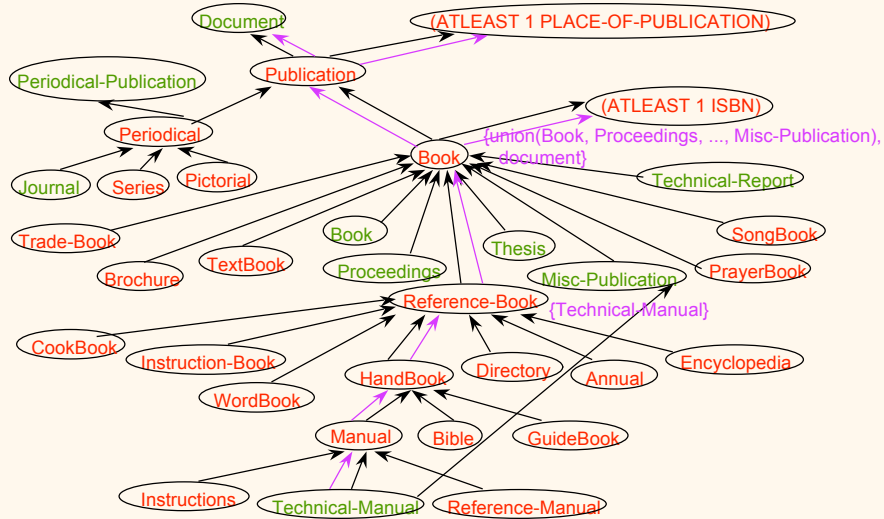 Document
(ATLEAST 1 PLACE-OF-PUBLICATION)
Publication
Periodical-Publication
(ATLEAST 1 ISBN)
Periodical
{union(Book, Proceedings, ..., Misc-Publication),
document}
Book
Journal
Series
Pictorial
Technical-Report
Trade-Book
Book
Thesis
SongBook
Brochure
TextBook
Proceedings
Misc-Publication
PrayerBook
Reference-Book
{Technical-Manual}
CookBook
Instruction-Book
WordBook
HandBook
Directory
Annual
Encyclopedia
Manual
Bible
GuideBook
Instructions
Technical-Manual
Reference-Manual